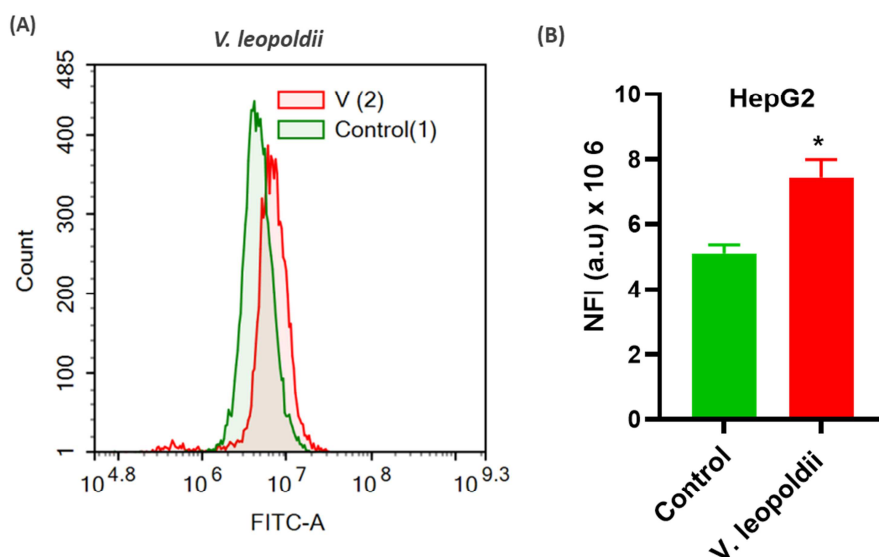 (A)
V. leopoldii
485
400
300
200
100
1
Count
V (2)
Control(1)
10^4.8
10^6
10^7
10^8
10^9.3
FITC-A
(B)
HepG2
*
10
8
6
4
2
0
NFI (a.u) x 10 6
Control
V. leopoldii